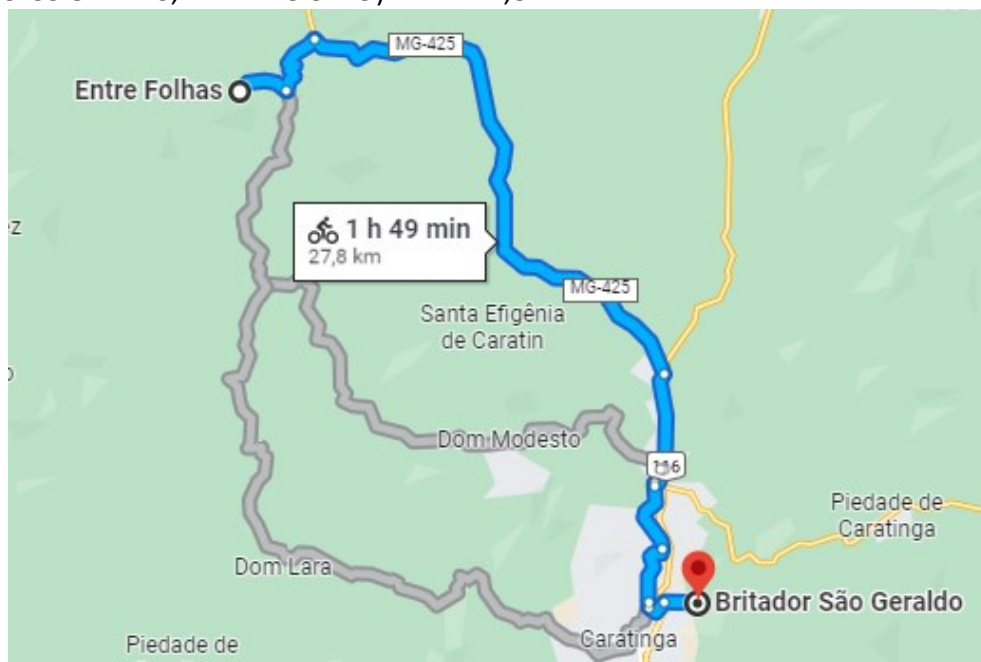 MG-425
Entre Folhas
1 h 49 min
27,8 km
MG-425
Santa Efigênia
de Caratin
Dom Modesto
116
Piedade de
Caratinga
Dom Lara
Britador São Geraldo
Caratinga
Piedade de